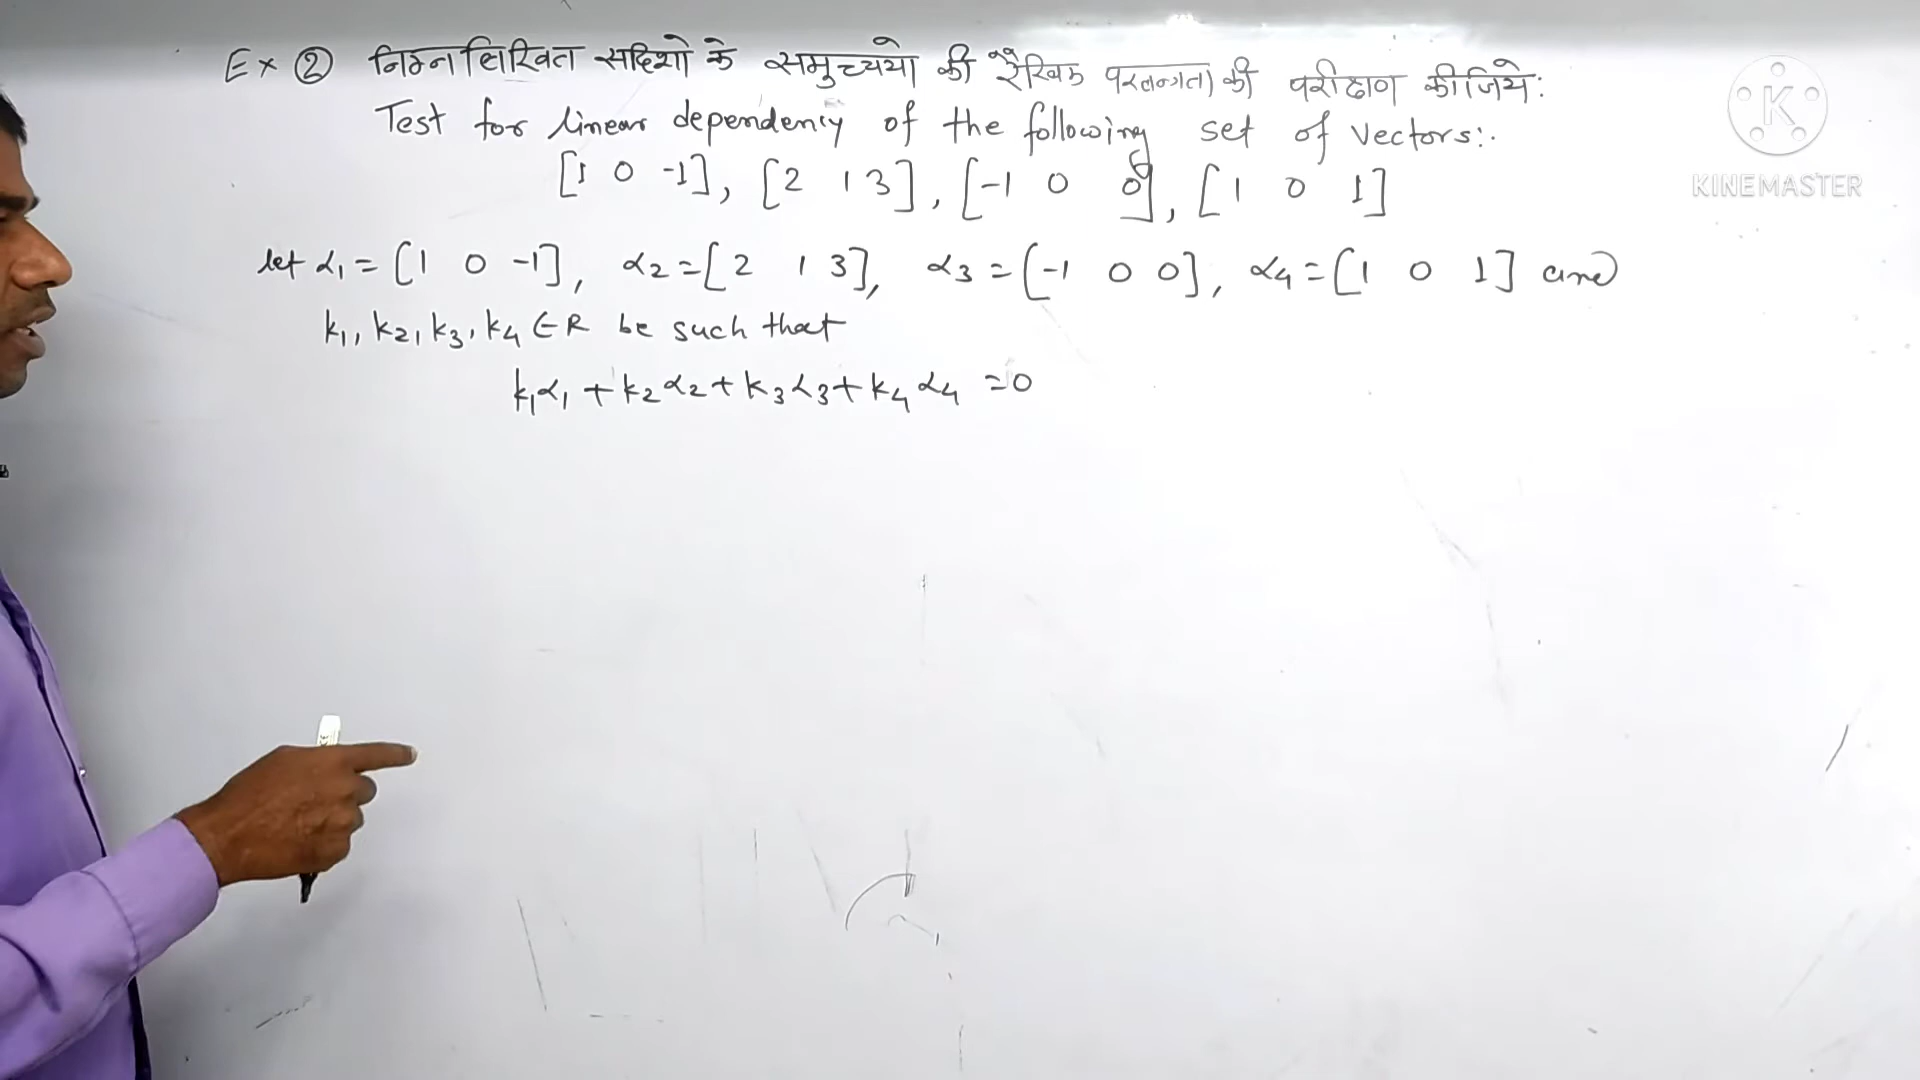 Ex ② निम्नलिखित सदिशो के समुच्चयो की रैखिक परतन्त्रता की परीक्षण कीजिये:
Test for linear dependency of the following set of vectors:.
[1 0 -1], [2 1 3], [-1 0 0], [1 0 1]
let α₁ = [1 0 -1], α₂ = [2 1 3], α₃ = [-1 0 0], α₄ = [1 0 1] and
k₁, k₂, k₃, k₄ ∈ R be such that
k₁α₁ + k₂α₂ + k₃α₃ + k₄α₄ = 0
K
KINEMASTER